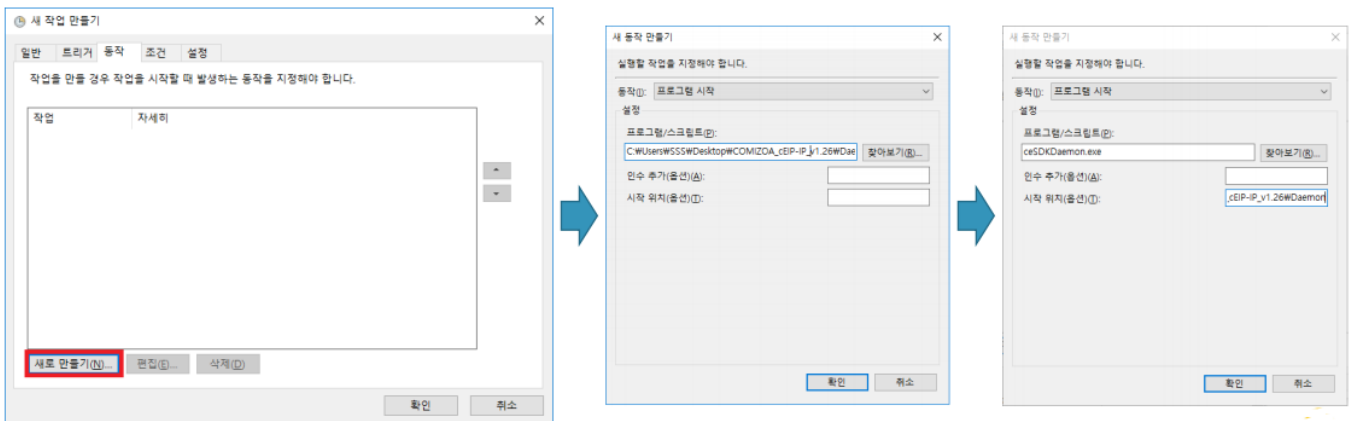 새 작업 만들기
일반 트리거 동작 조건 설정
작업을 만들 경우 작업을 시작할 때 발생하는 동작을 지정해야 합니다.
작업 자세히
새로 만들기(N)... 편집(E)... 삭제(D)
확인 취소
새 동작 만들기
실행할 작업을 지정해야 합니다.
동작(I): 프로그램 시작
설정
프로그램/스크립트(P):
C:₩Users₩SSS₩Desktop₩COMIZOA_cEIP-IP_v1.26₩Dae 찾아보기(R)...
인수 추가(옵션)(A):
시작 위치(옵션)(T):
확인 취소
새 동작 만들기
실행할 작업을 지정해야 합니다.
동작(I): 프로그램 시작
설정
프로그램/스크립트(P):
ceSDKDaemon.exe 찾아보기(R)...
인수 추가(옵션)(A):
시작 위치(옵션)(T): _cEIP-IP_v1.26₩Daemon
확인 취소